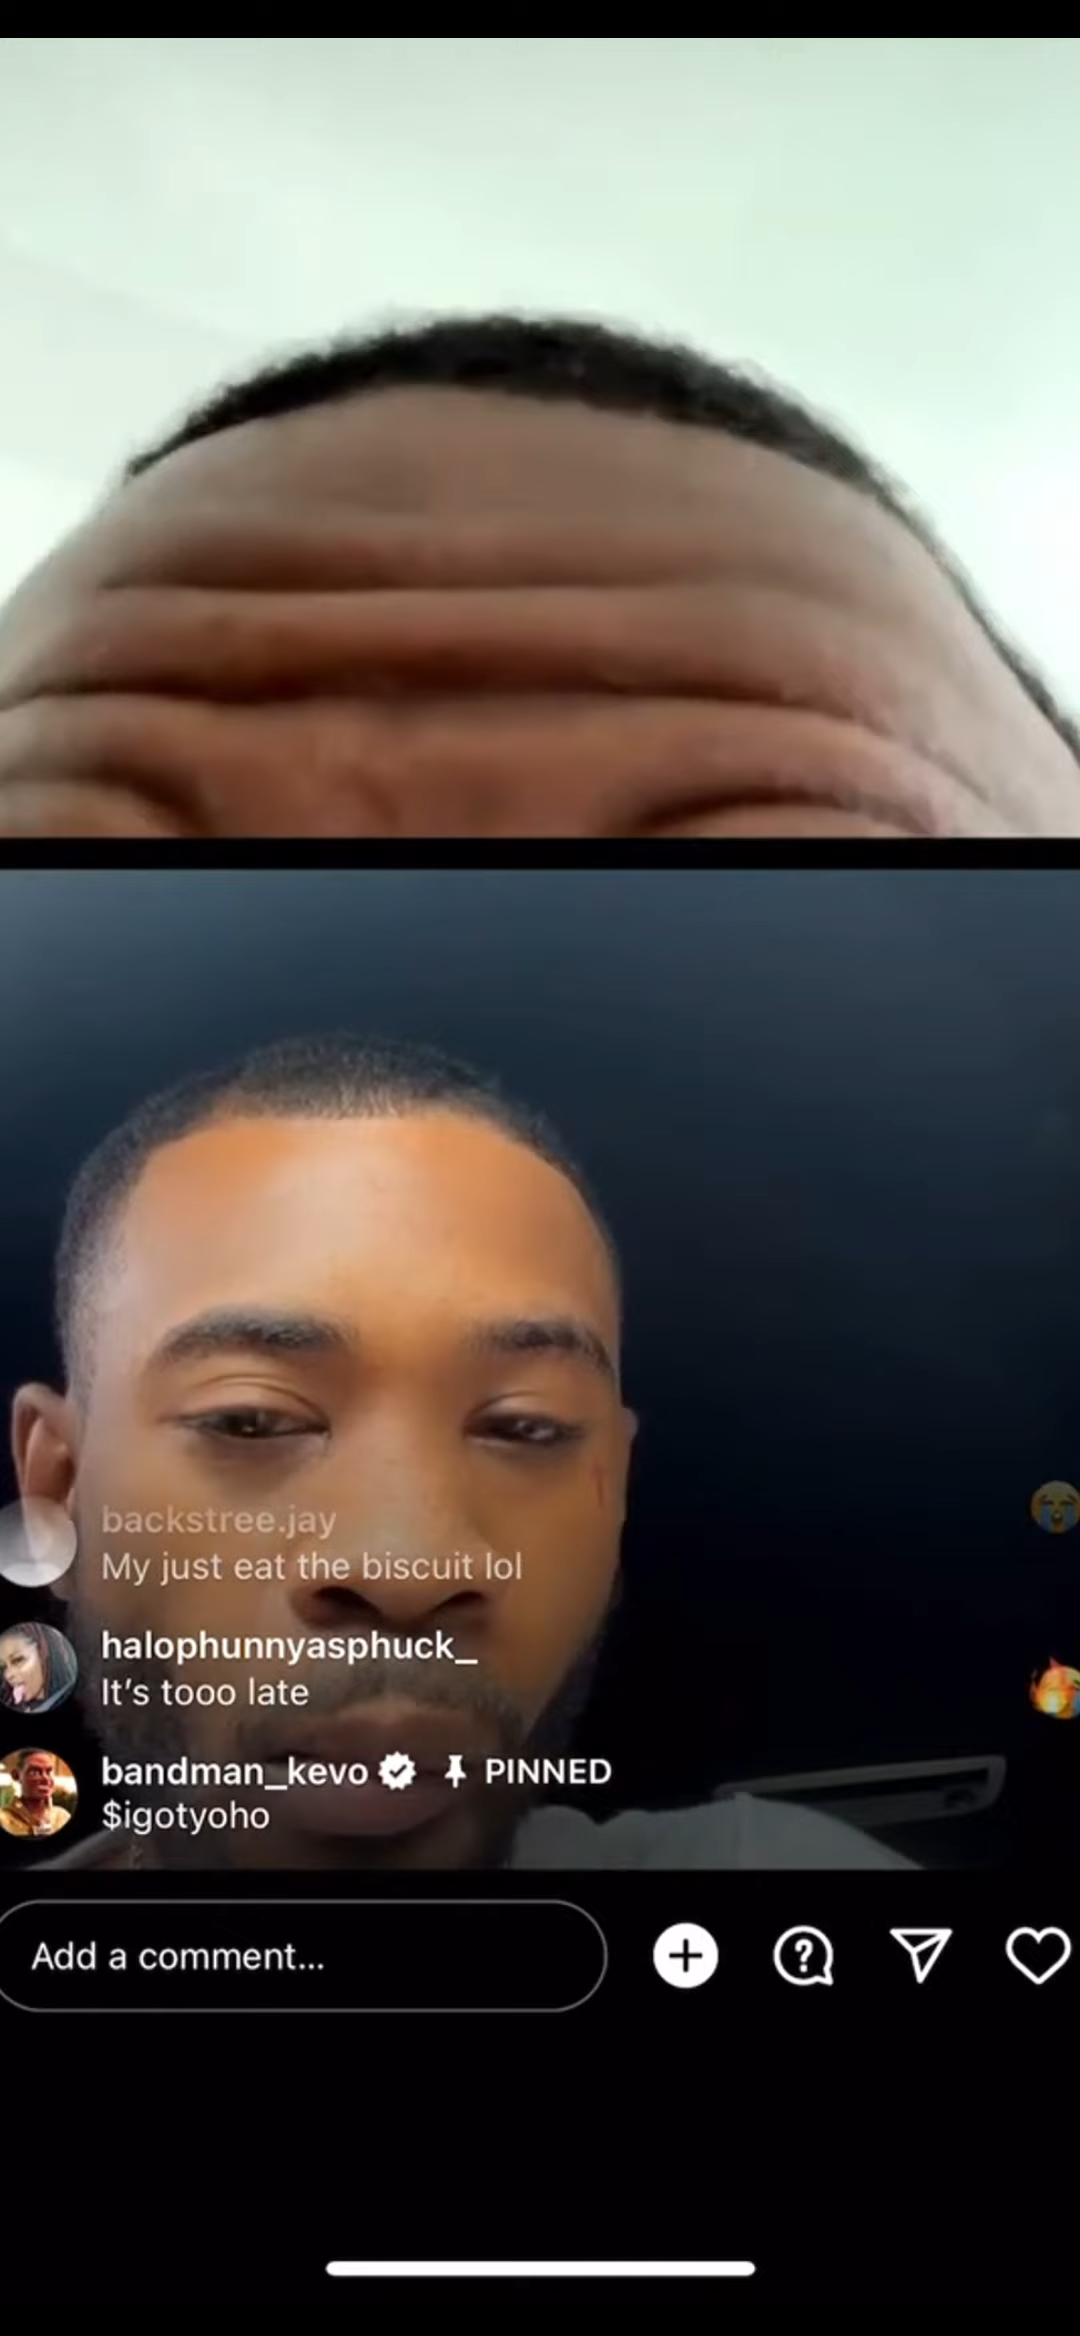 backstree.jay
My just eat the biscuit lol
halophunnyasphuck_
It's tooo late
bandman_kevo PINNED
$igotyoho
Add a comment...